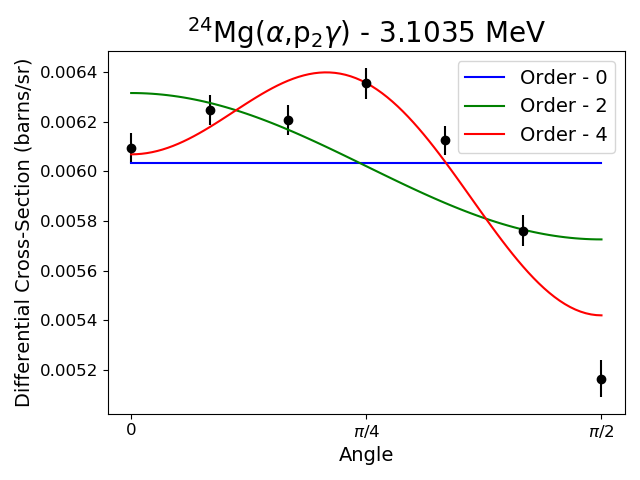 ²⁴Mg(α,p₂γ) - 3.1035 MeV
Differential Cross-Section (barns/sr)
0.0064
0.0062
0.0060
0.0058
0.0056
0.0054
0.0052
Order - 0
Order - 2
Order - 4
0
π/4
π/2
Angle